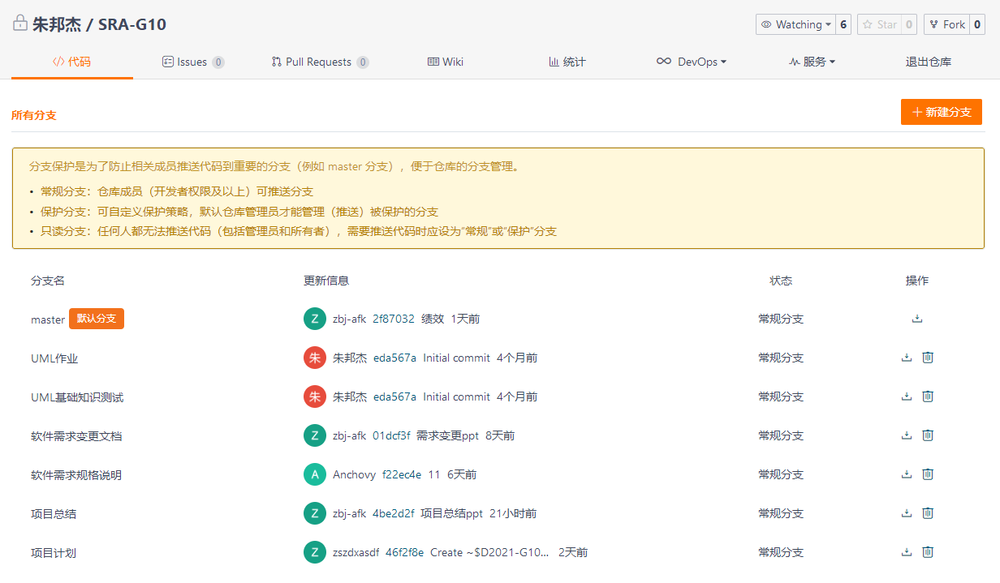 朱邦杰 / SRA-G10
Watching 6 Star 0 Fork 0
代码 Issues 0 Pull Requests 0 Wiki 统计 DevOps 服务 退出仓库
所有分支 新建分支
分支保护是为了防止相关成员推送代码到重要的分支（例如 master 分支），便于仓库的分支管理。
• 常规分支：仓库成员（开发者权限及以上）可推送分支
• 保护分支：可自定义保护策略，默认仓库管理员才能管理（推送）被保护的分支
• 只读分支：任何人都无法推送代码（包括管理员和所有者），需要推送代码时应设为“常规”或“保护”分支
分支名 更新信息 状态 操作
master 默认分支 Z zbj-afk 2f87032 绩效 1天前 常规分支
UML作业 朱 朱邦杰 eda567a Initial commit 4个月前 常规分支
UML基础知识测试 朱 朱邦杰 eda567a Initial commit 4个月前 常规分支
软件需求变更文档 Z zbj-afk 01dcf3f 需求变更ppt 8天前 常规分支
软件需求规格说明 A Anchovy f22ec4e 11 6天前 常规分支
项目总结 Z zbj-afk 4be2d2f 项目总结ppt 21小时前 常规分支
项目计划 Z zszdxasdf 46f2f8e Create ~$D2021-G10... 2天前 常规分支